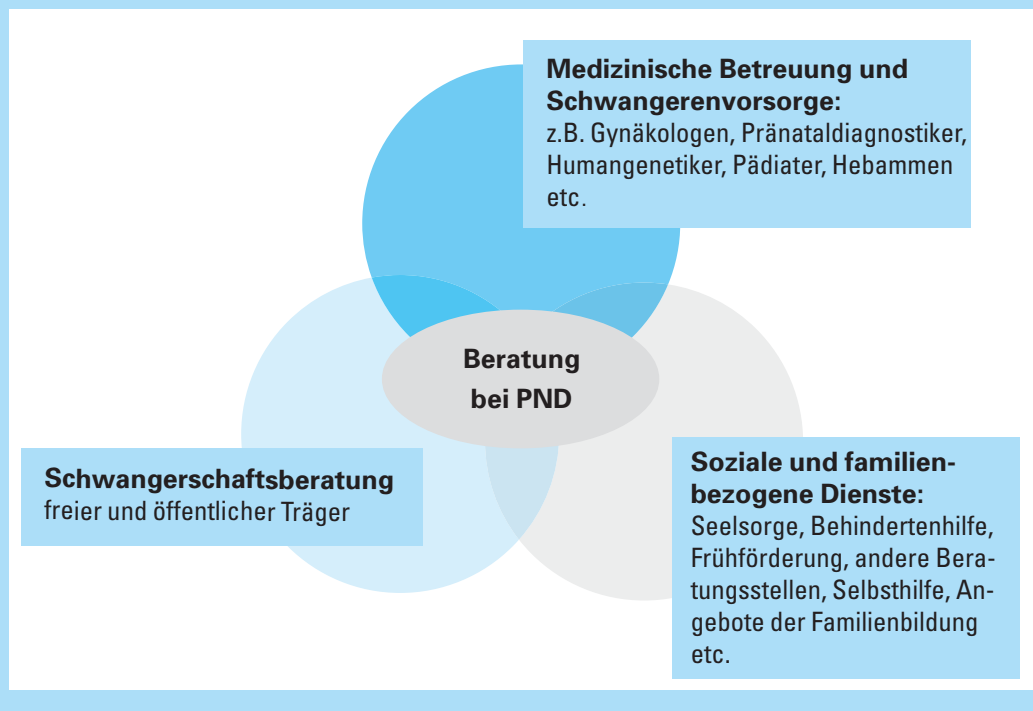 Medizinische Betreuung und
Schwangerenvorsorge:
z.B. Gynäkologen, Pränataldiagnostiker,
Humangenetiker, Pädiater, Hebammen
etc.
Beratung
bei PND
Schwangerschaftsberatung
freier und öffentlicher Träger
Soziale und familien-
bezogene Dienste:
Seelsorge, Behindertenhilfe,
Frühförderung, andere Bera-
tungsstellen, Selbsthilfe, An-
gebote der Familienbildung
etc.